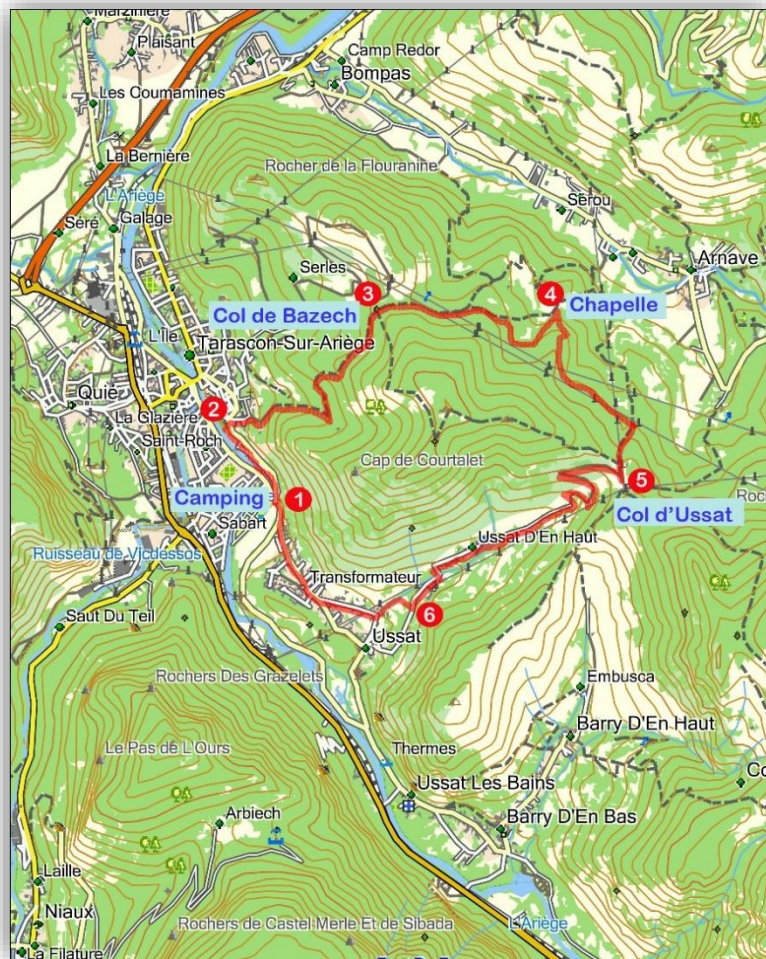 Marzinière
Plaisant
Camp Redor
Bompas
Les Coumamines
La Bernière
Rocher de la Flouranine
L'Ariège
Galage
Séré
Sérou
Arnave
Serles
3
4
Col de Bazech
Chapelle
L'Ile
Tarascon-Sur-Ariège
Quié
2
La Glazière
Saint-Roch
Cap de Courtalet
5
Camping
1
Roc
Col d'Ussat
Sabart
Ussat D'En Haut
Ruisseau de Vicdessos
Transformateur
6
Saut Du Teil
Ussat
Rochers Des Grazelets
Embusca
Barry D'En Haut
Le Pas de L'Ours
Thermes
Co
Ussat Les Bains
Arbiech
Barry D'En Bas
Laille
Niaux
Rochers de Castel Merle Et de Sibada
L'Ariège
La Filature